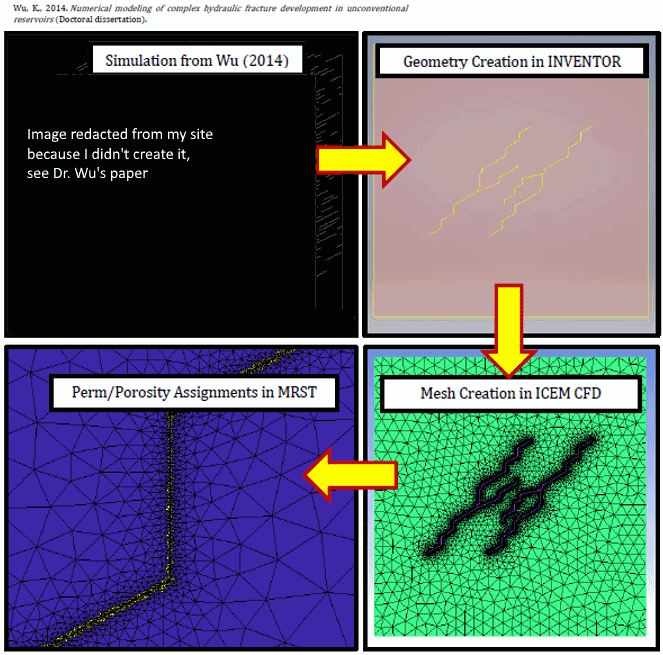 Wu, K., 2014. Numerical modeling of complex hydraulic fracture development in unconventional
reservoirs (Doctoral dissertation).
Simulation from Wu (2014)
Geometry Creation in INVENTOR
Image redacted from my site
because I didn't create it,
see Dr. Wu's paper
Perm/Porosity Assignments in MRST
Mesh Creation in ICEM CFD